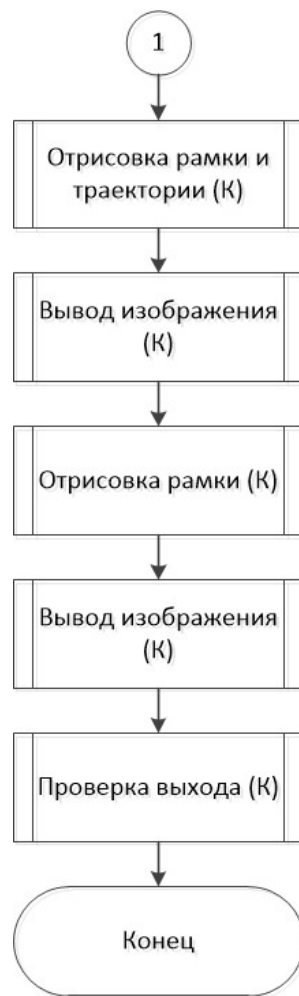 1
Отрисовка рамки и
траектории (К)
Вывод изображения
(К)
Отрисовка рамки (К)
Вывод изображения
(К)
Проверка выхода (К)
Конец